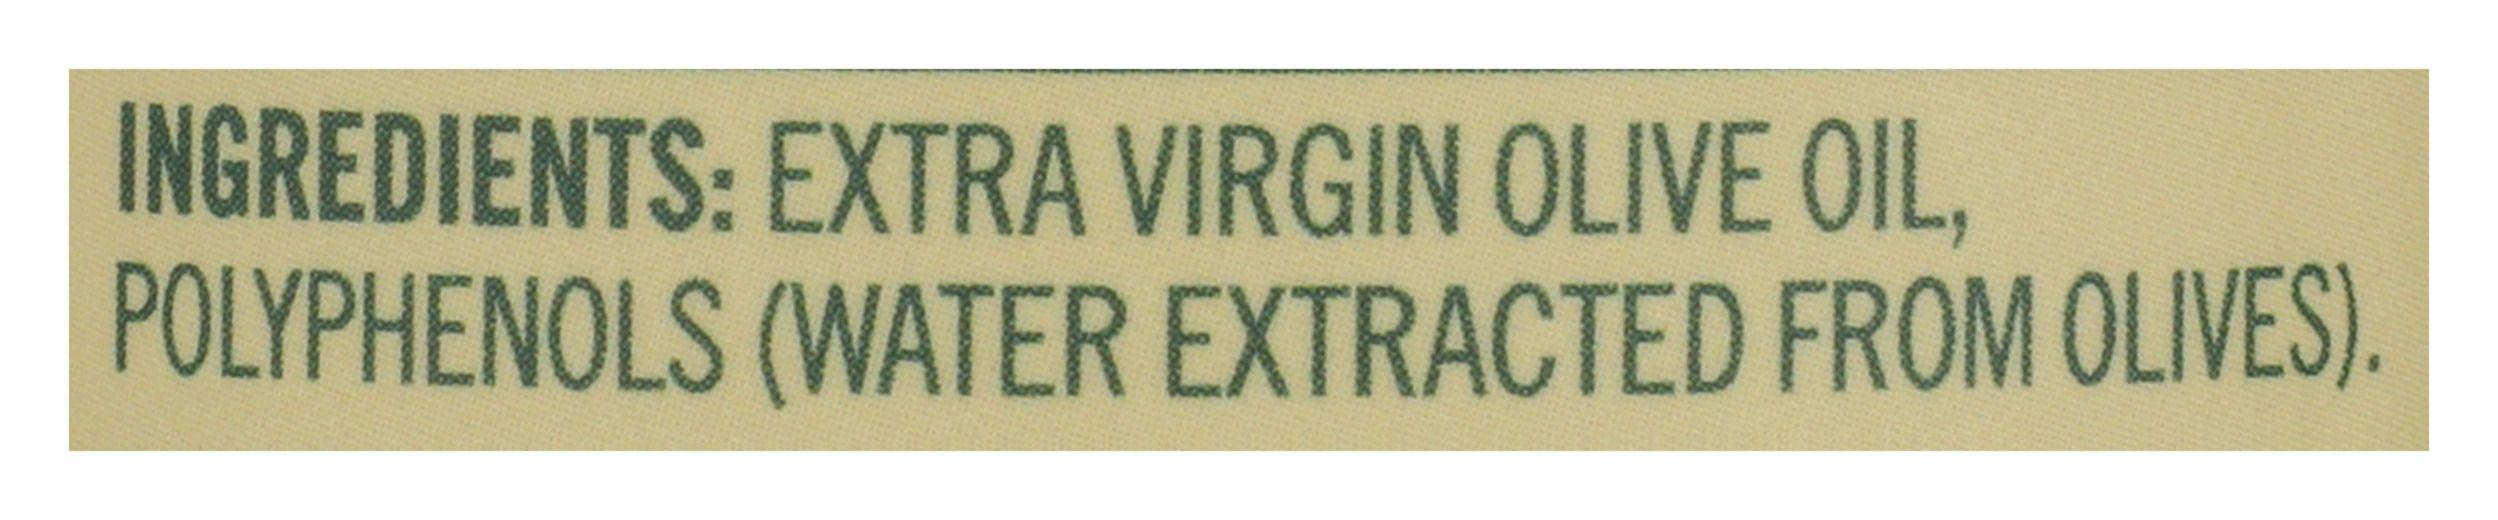 INGREDIENTS: EXTRA VIRGIN OLIVE OIL,
POLYPHENOLS (WATER EXTRACTED FROM OLIVES).